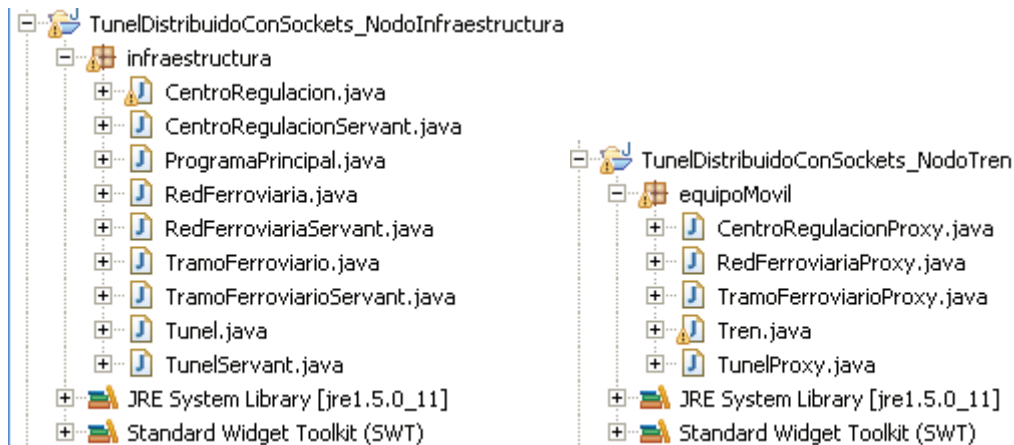 TunelDistribuidoConSockets_NodoInfraestructura
infraestructura
CentroRegulacion.java
CentroRegulacionServant.java
ProgramaPrincipal.java
RedFerroviaria.java
RedFerroviariaServant.java
TramoFerroviario.java
TramoFerroviarioServant.java
Tunel.java
TunelServant.java
JRE System Library [jre1.5.0_11]
Standard Widget Toolkit (SWT)
TunelDistribuidoConSockets_NodoTren
equipoMovil
CentroRegulacionProxy.java
RedFerroviariaProxy.java
TramoFerroviarioProxy.java
Tren.java
TunelProxy.java
JRE System Library [jre1.5.0_11]
Standard Widget Toolkit (SWT)